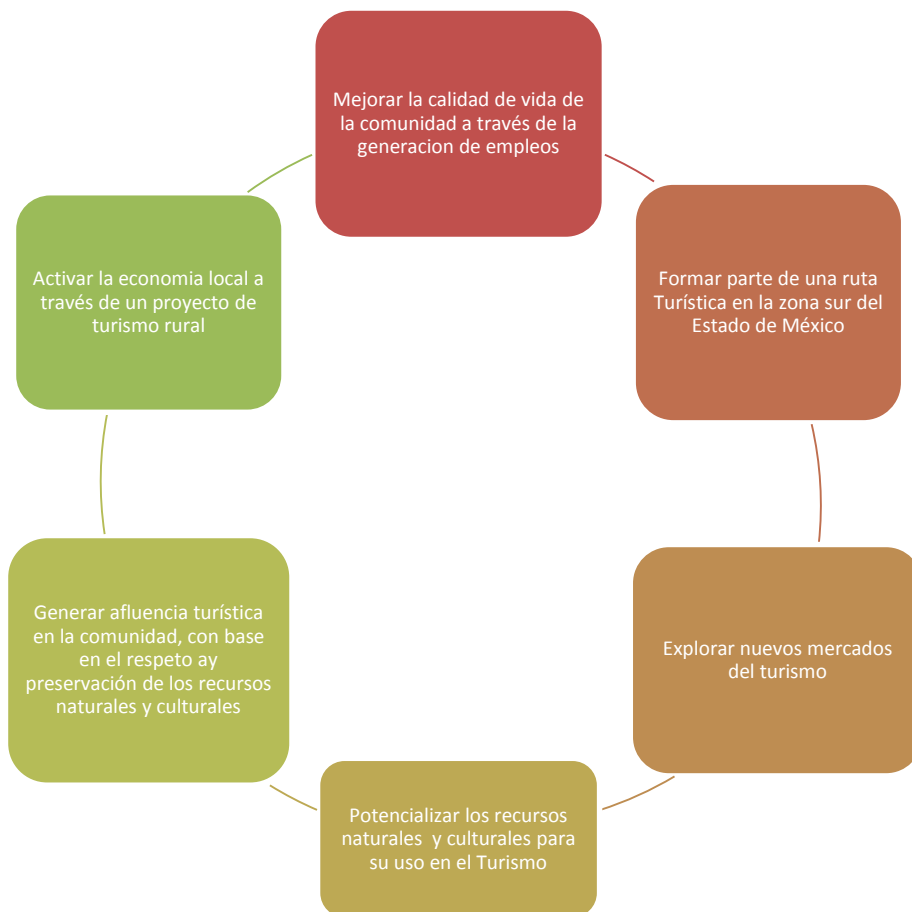 Mejorar la calidad de vida de
la comunidad a través de la
generacion de empleos
Formar parte de una ruta
Turística en la zona sur del
Estado de México
Explorar nuevos mercados
del turismo
Potencializar los recursos
naturales  y culturales para
su uso en el Turismo
Generar afluencia turística
en la comunidad, con base
en el respeto ay
preservación de los recursos
naturales y culturales
Activar la economia local a
través de un proyecto de
turismo rural